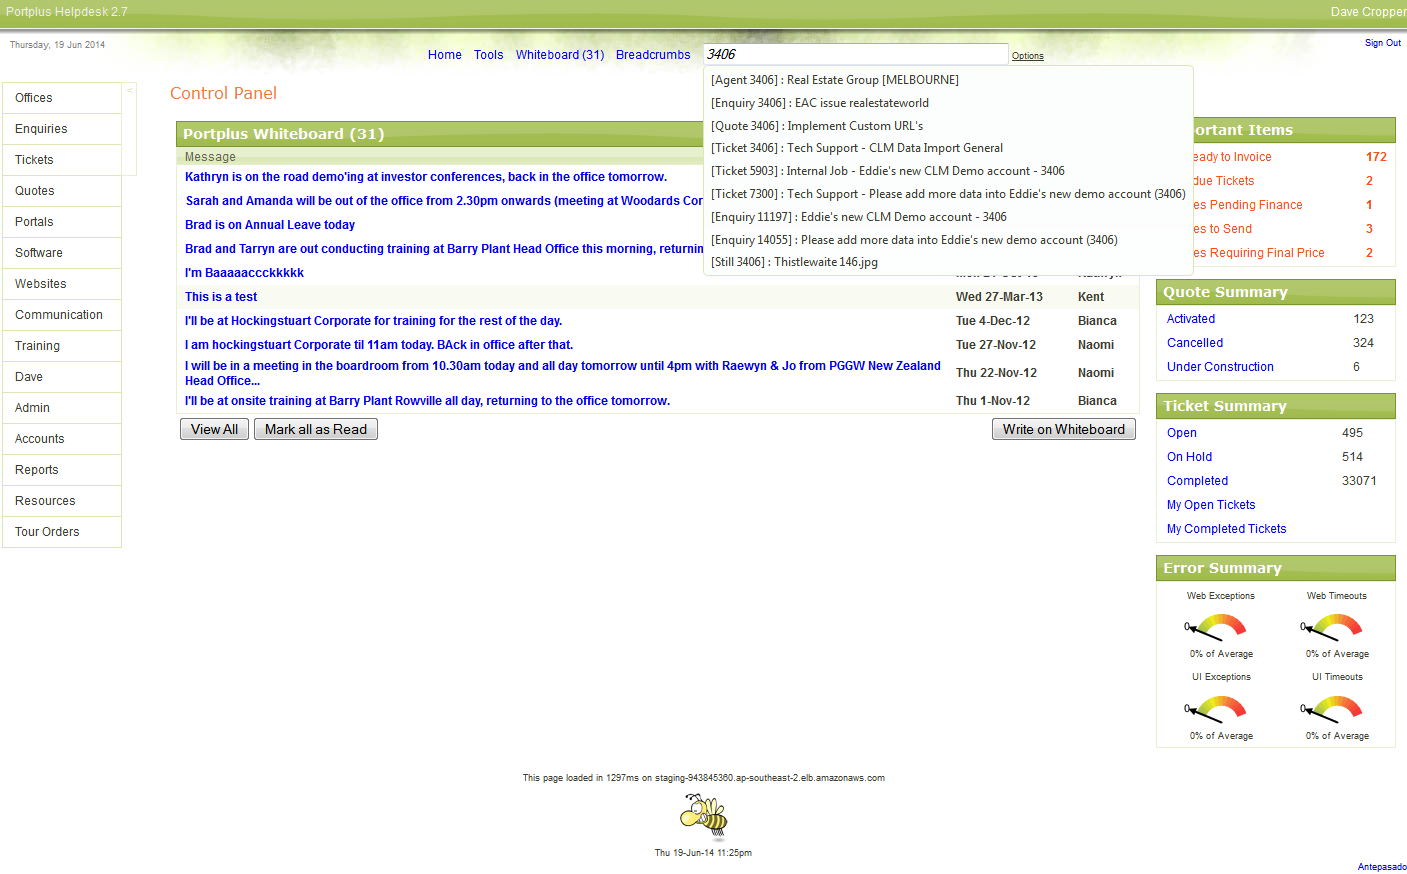 Portplus Helpdesk 2.7
Dave Cropper
Thursday, 19 Jun 2014
Sign Out
Home Tools Whiteboard (31) Breadcrumbs 3406 Options
[Agent 3406] : Real Estate Group [MELBOURNE]
[Enquiry 3406] : EAC issue realestateworld
[Quote 3406] : Implement Custom URL's
[Ticket 3406] : Tech Support - CLM Data Import General
[Ticket 5903] : Internal Job - Eddie's new CLM Demo account - 3406
[Ticket 7300] : Tech Support - Please add more data into Eddie's new demo account (3406)
[Enquiry 11197] : Eddie's new CLM Demo account - 3406
[Enquiry 14055] : Please add more data into Eddie's new demo account (3406)
[Still 3406] : Thistlewaite 146.jpg
<
Offices
Enquiries
Tickets
Quotes
Portals
Software
Websites
Communication
Training
Dave
Admin
Accounts
Reports
Resources
Tour Orders
Control Panel
Portplus Whiteboard (31)
Message
Kathryn is on the road demo'ing at investor conferences, back in the office tomorrow.
Sarah and Amanda will be out of the office from 2.30pm onwards (meeting at Woodards Cor
Brad is on Annual Leave today
Brad and Tarryn are out conducting training at Barry Plant Head Office this morning, returnin
I'm Baaaaaccckkkkk
This is a test Wed 27-Mar-13 Kent
I'll be at Hockingstuart Corporate for training for the rest of the day. Tue 4-Dec-12 Bianca
I am hockingstuart Corporate til 11am today. BAck in office after that. Tue 27-Nov-12 Naomi
I will be in a meeting in the boardroom from 10.30am today and all day tomorrow until 4pm with Raewyn & Jo from PGGW New Zealand
Head Office... Thu 22-Nov-12 Naomi
I'll be at onsite training at Barry Plant Rowville all day, returning to the office tomorrow. Thu 1-Nov-12 Bianca
View All Mark all as Read Write on Whiteboard
ortant Items
eady to Invoice 172
due Tickets 2
es Pending Finance 1
es to Send 3
es Requiring Final Price 2
Quote Summary
Activated 123
Cancelled 324
Under Construction 6
Ticket Summary
Open 495
On Hold 514
Completed 33071
My Open Tickets
My Completed Tickets
Error Summary
Web Exceptions Web Timeouts
0 0
0% of Average 0% of Average
UI Exceptions UI Timeouts
0 0
0% of Average 0% of Average
This page loaded in 1297ms on staging-943845360.ap-southeast-2.elb.amazonaws.com
Thu 19-Jun-14 11:25pm
Antepasado